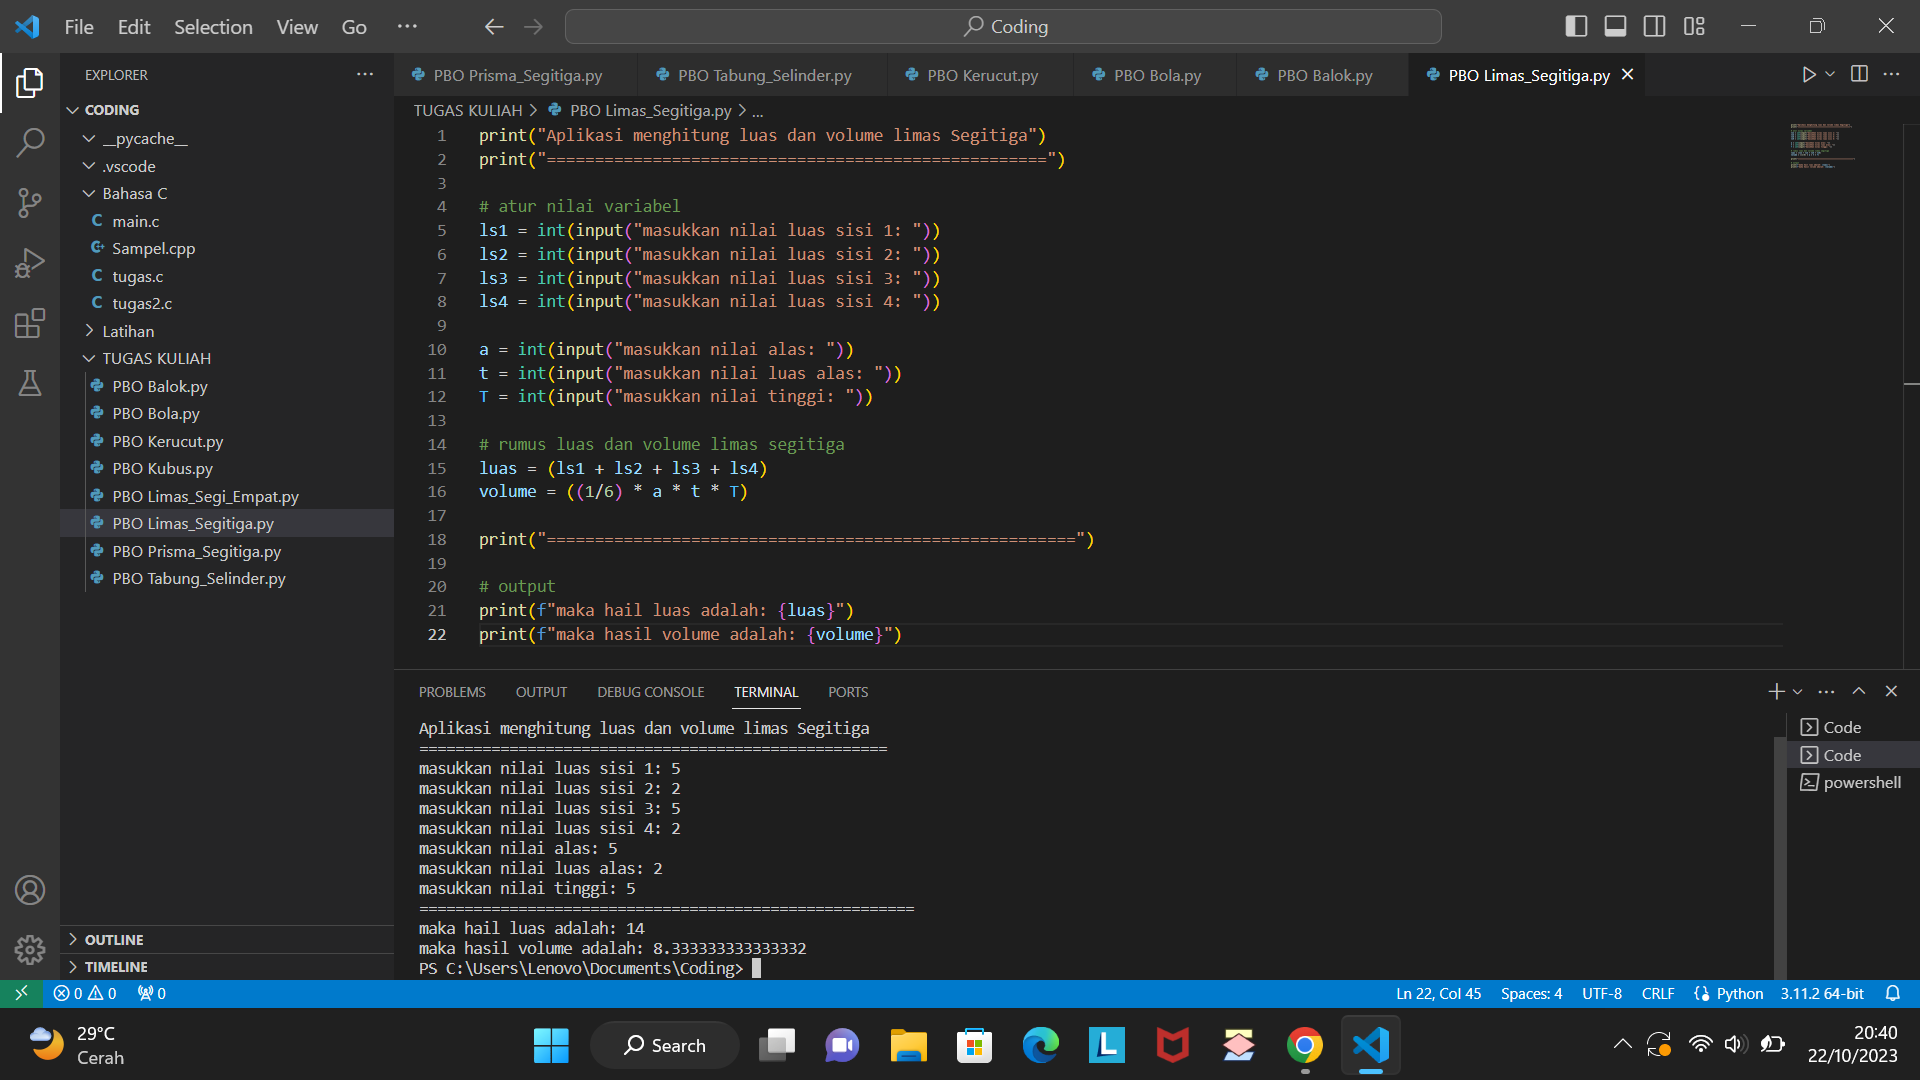 File Edit Selection View Go ··· Coding
EXPLORER ···
CODING
__pycache__
.vscode
Bahasa C
main.c
Sampel.cpp
tugas.c
tugas2.c
Latihan
TUGAS KULIAH
PBO Balok.py
PBO Bola.py
PBO Kerucut.py
PBO Kubus.py
PBO Limas_Segi_Empat.py
PBO Limas_Segitiga.py
PBO Prisma_Segitiga.py
PBO Tabung_Selinder.py
OUTLINE
TIMELINE
PBO Prisma_Segitiga.py PBO Tabung_Selinder.py PBO Kerucut.py PBO Bola.py PBO Balok.py PBO Limas_Segitiga.py
TUGAS KULIAH > PBO Limas_Segitiga.py > ...
1 print("Aplikasi menghitung luas dan volume limas Segitiga")
2 print("====================================================")
3
4 # atur nilai variabel
5 ls1 = int(input("masukkan nilai luas sisi 1: "))
6 ls2 = int(input("masukkan nilai luas sisi 2: "))
7 ls3 = int(input("masukkan nilai luas sisi 3: "))
8 ls4 = int(input("masukkan nilai luas sisi 4: "))
9
10 a = int(input("masukkan nilai alas: "))
11 t = int(input("masukkan nilai luas alas: "))
12 T = int(input("masukkan nilai tinggi: "))
13
14 # rumus luas dan volume limas segitiga
15 luas = (ls1 + ls2 + ls3 + ls4)
16 volume = ((1/6) * a * t * T)
17
18 print("=======================================================")
19
20 # output
21 print(f"maka hail luas adalah: {luas}")
22 print(f"maka hasil volume adalah: {volume}")
PROBLEMS OUTPUT DEBUG CONSOLE TERMINAL PORTS
Aplikasi menghitung luas dan volume limas Segitiga
====================================================
masukkan nilai luas sisi 1: 5
masukkan nilai luas sisi 2: 2
masukkan nilai luas sisi 3: 5
masukkan nilai luas sisi 4: 2
masukkan nilai alas: 5
masukkan nilai luas alas: 2
masukkan nilai tinggi: 5
=======================================================
maka hail luas adalah: 14
maka hasil volume adalah: 8.333333333333332
PS C:\Users\Lenovo\Documents\Coding>
Code
Code
powershell
0 0 0 Ln 22, Col 45 Spaces: 4 UTF-8 CRLF Python 3.11.2 64-bit
29°C
Cerah
Search
L
20:40
22/10/2023